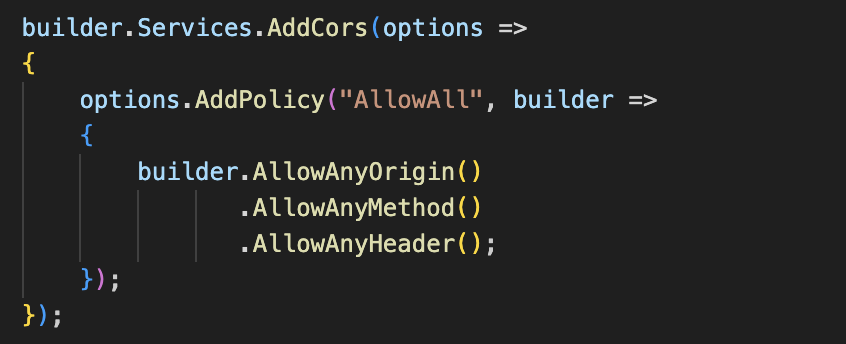 builder.Services.AddCors(options =>
{
    options.AddPolicy("AllowAll", builder =>
    {
        builder.AllowAnyOrigin()
               .AllowAnyMethod()
               .AllowAnyHeader();
    });
});